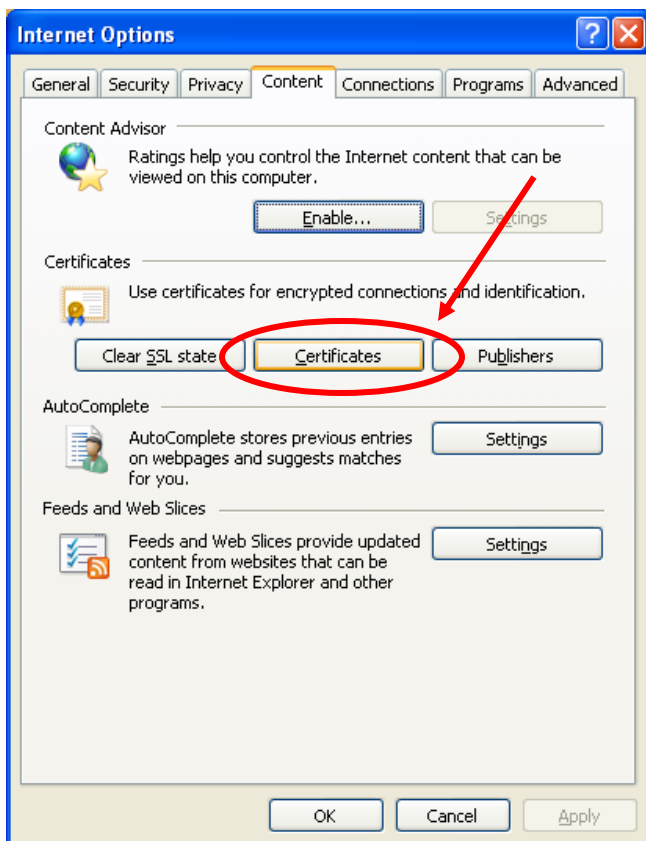 Internet Options
General Security Privacy Content Connections Programs Advanced
Content Advisor
Ratings help you control the Internet content that can be
viewed on this computer.
Enable... Settings
Certificates
Use certificates for encrypted connections and identification.
Clear SSL state Certificates Publishers
AutoComplete
AutoComplete stores previous entries
on webpages and suggests matches
for you.
Settings
Feeds and Web Slices
Feeds and Web Slices provide updated
content from websites that can be
read in Internet Explorer and other
programs.
Settings
OK Cancel Apply